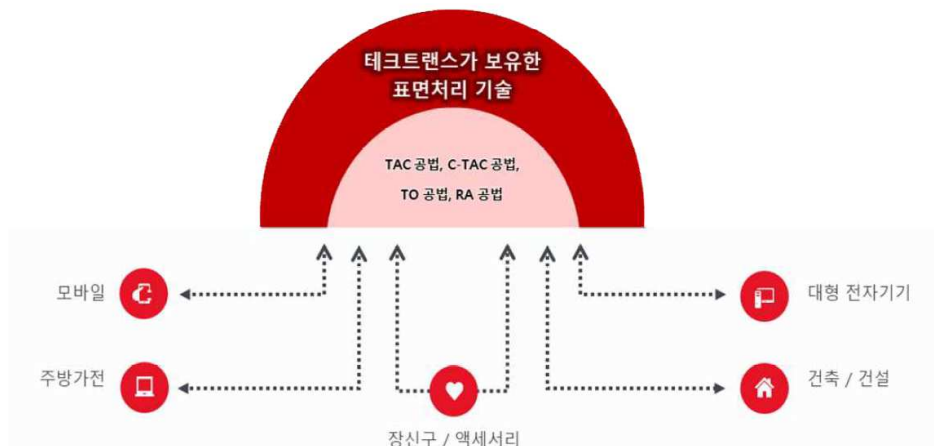 테크트랜스가 보유한
표면처리 기술
TAC 공법, C-TAC 공법,
TO 공법, RA 공법
모바일
대형 전자기기
주방가전
건축 / 건설
장신구 / 액세서리